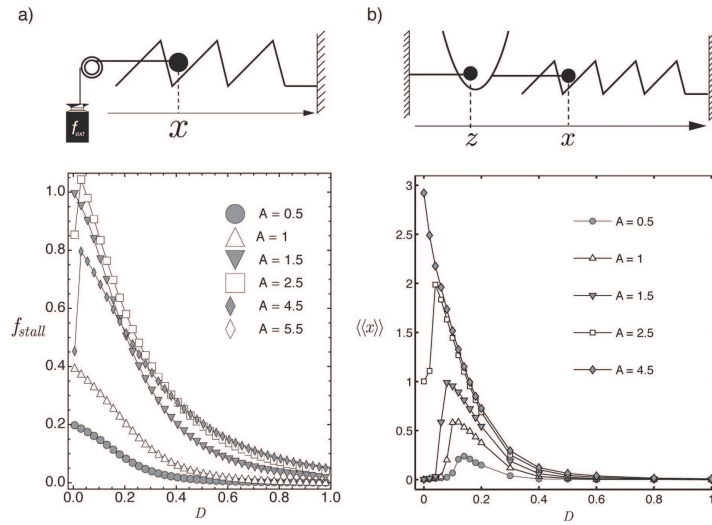 a)
f_ext
x
b)
z x
f_stall
1.0
0.8
0.6
0.4
0.2
0.0
A = 0.5
A = 1
A = 1.5
A = 2.5
A = 4.5
A = 5.5
0.0 0.2 0.4 0.6 0.8 1.0
D
⟨⟨x⟩⟩
3
2.5
2
1.5
1
0.5
0
A = 0.5
A = 1
A = 1.5
A = 2.5
A = 4.5
0 0.2 0.4 0.6 0.8 1
D